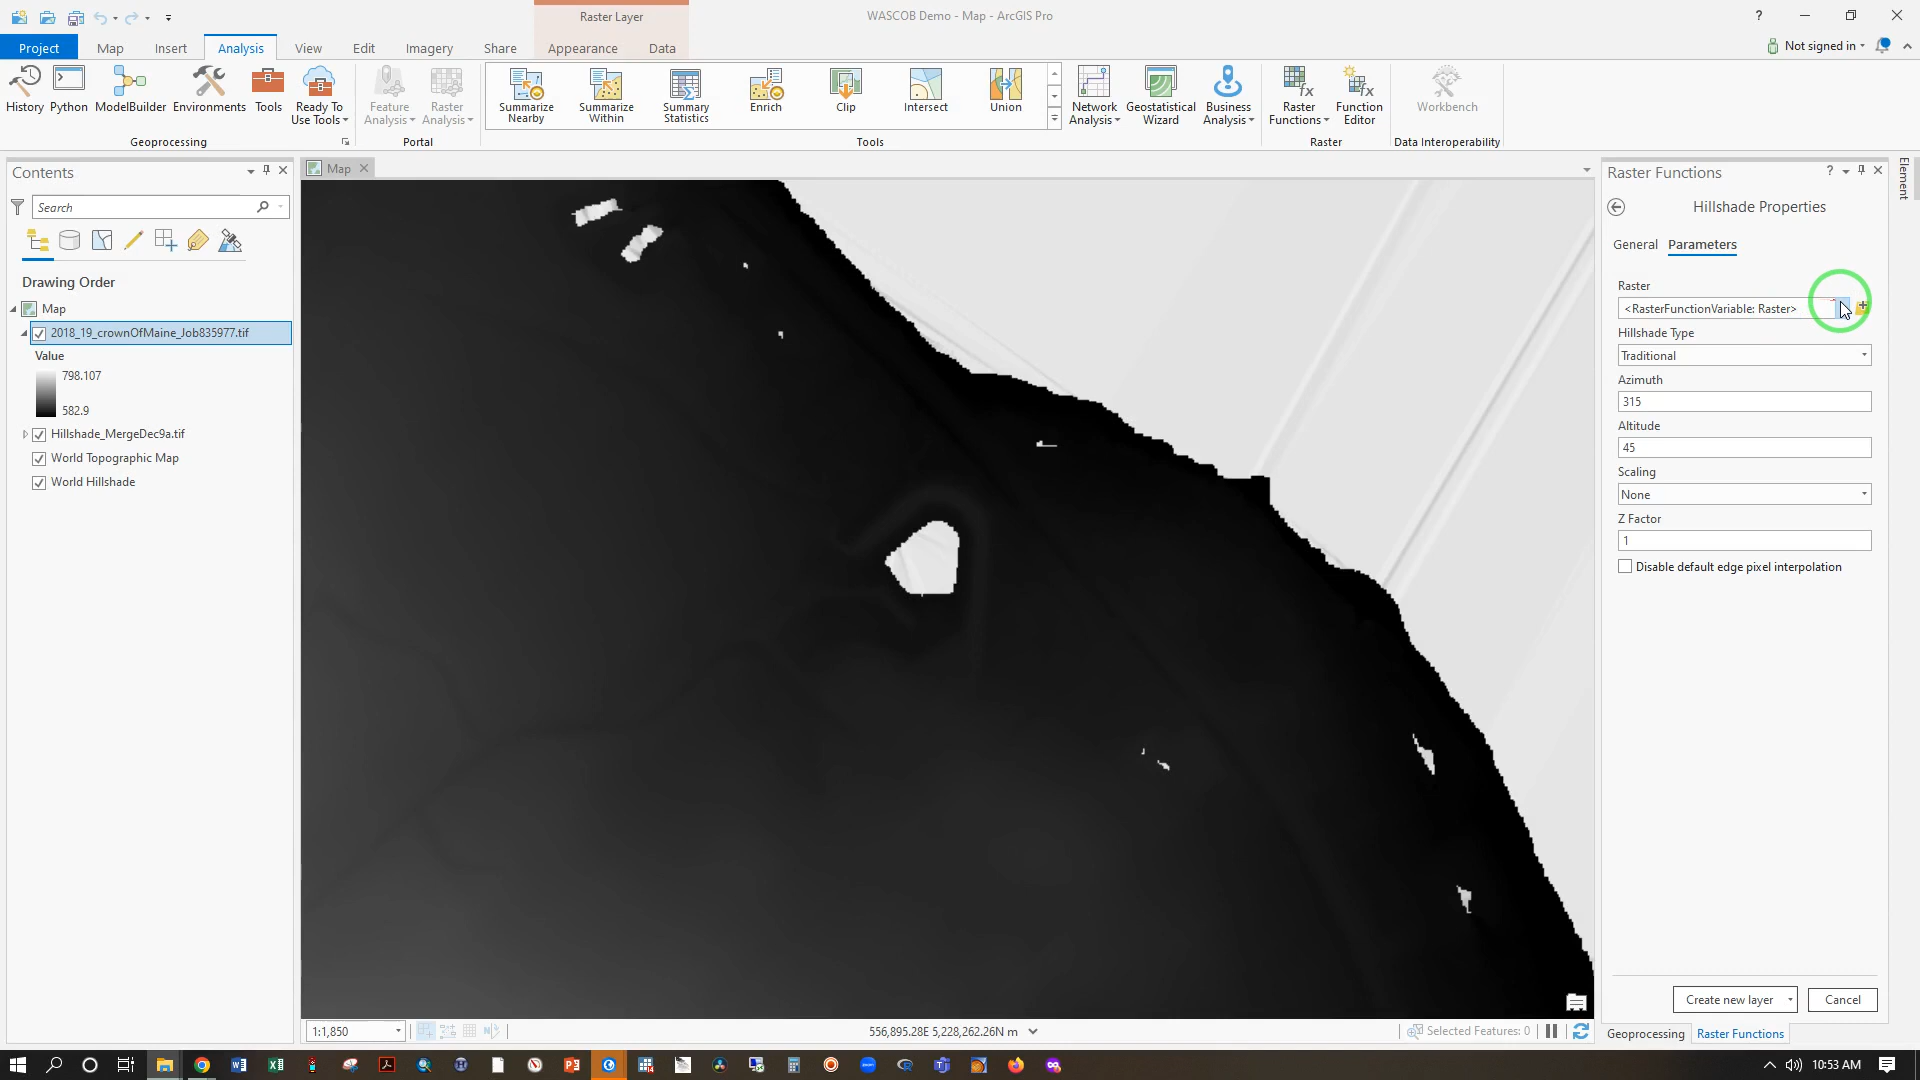 Raster Layer
WASCOB Demo - Map - ArcGIS Pro
?
Project
Map
Insert
Analysis
View
Edit
Imagery
Share
Appearance
Data
Not signed in
History
Python
ModelBuilder
Environments
Tools
Ready To
Use Tools
Feature
Analysis
Raster
Analysis
Summarize
Nearby
Summarize
Within
Summary
Statistics
Enrich
Clip
Intersect
Union
Network
Analysis
Geostatistical
Wizard
Business
Analysis
Raster
Functions
Function
Editor
Workbench
Geoprocessing
Portal
Tools
Raster
Data Interoperability
Contents
Search
Drawing Order
Map
2018_19_crownOfMaine_Job835977.tif
Value
798.107
582.9
Hillshade_MergeDec9a.tif
World Topographic Map
World Hillshade
Map
1:1,850
556,895.28E 5,228,262.26N m
Selected Features: 0
Raster Functions
?
Hillshade Properties
General
Parameters
Raster
<RasterFunctionVariable: Raster>
Hillshade Type
Traditional
Azimuth
315
Altitude
45
Scaling
None
Z Factor
1
Disable default edge pixel interpolation
Create new layer
Cancel
Geoprocessing
Raster Functions
Element
10:53 AM